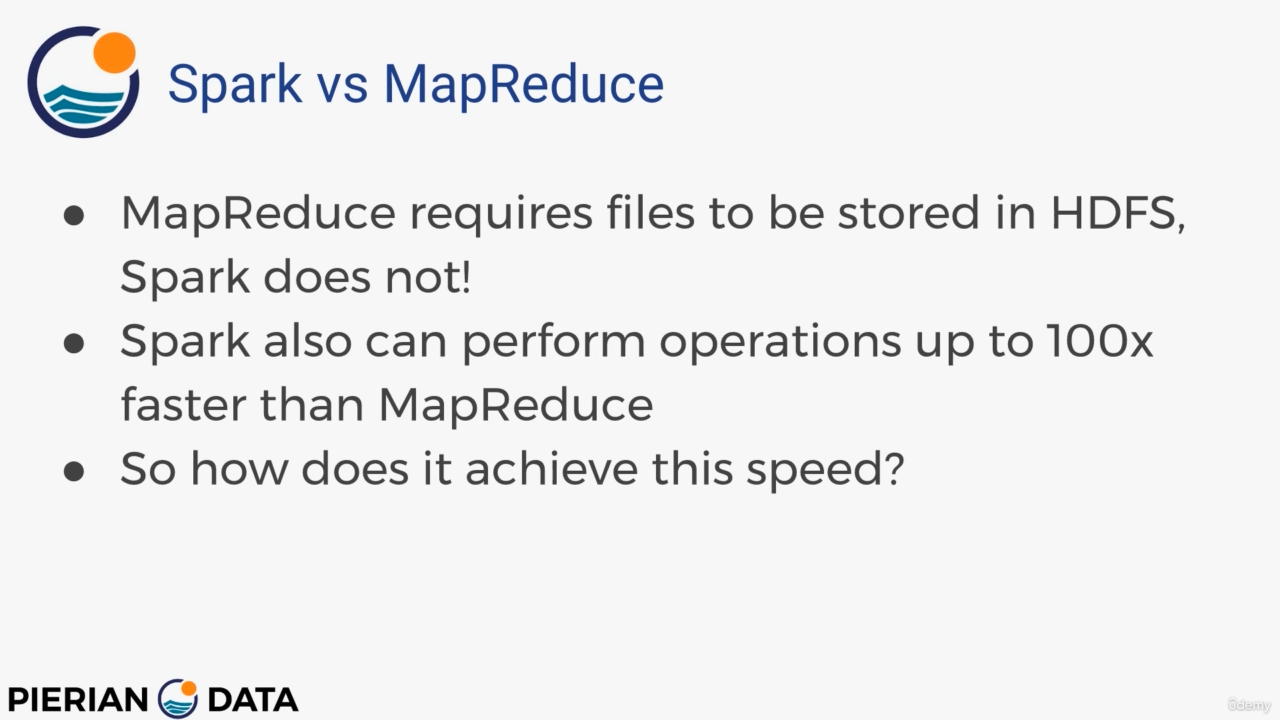 Spark vs MapReduce
● MapReduce requires files to be stored in HDFS,
Spark does not!
● Spark also can perform operations up to 100x
faster than MapReduce
● So how does it achieve this speed?
PIERIAN DATA
ûdemy